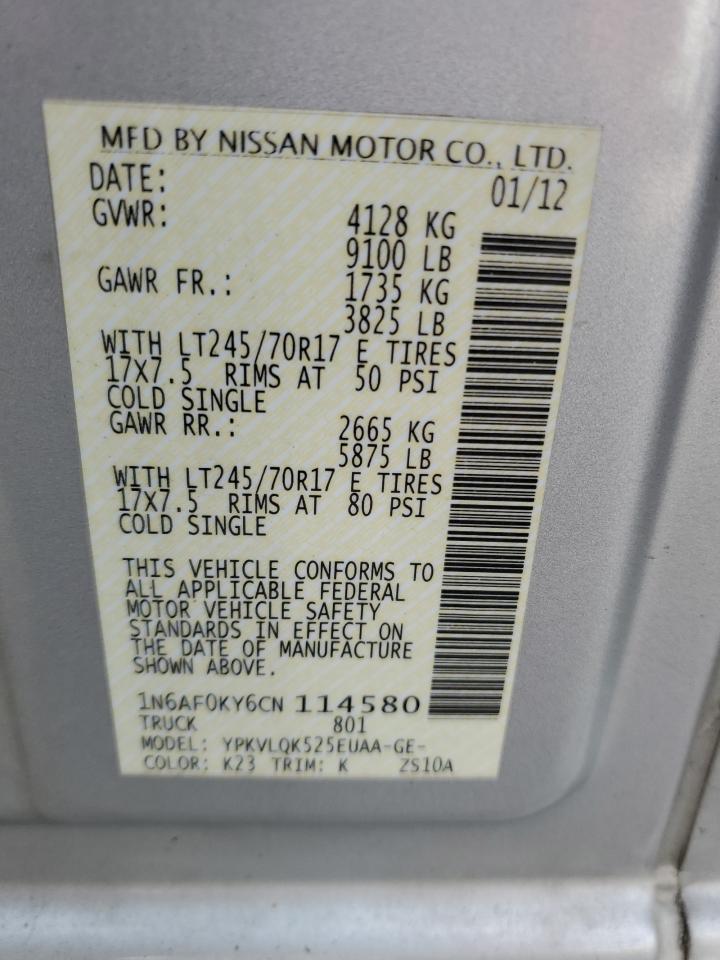 MFD BY NISSAN MOTOR CO., LTD.
DATE: 01/12
GVWR: 4128 KG
9100 LB
GAWR FR.: 1735 KG
3825 LB
WITH LT245/70R17 E TIRES
17X7.5 RIMS AT 50 PSI
COLD SINGLE
GAWR RR.: 2665 KG
5875 LB
WITH LT245/70R17 E TIRES
17X7.5 RIMS AT 80 PSI
COLD SINGLE
THIS VEHICLE CONFORMS TO
ALL APPLICABLE FEDERAL
MOTOR VEHICLE SAFETY
STANDARDS IN EFFECT ON
THE DATE OF MANUFACTURE
SHOWN ABOVE.
1N6AF0KY6CN 114580
TRUCK 801
MODEL: YPKVLQK525EUAA-GE-
COLOR: K23 TRIM: K ZS10A